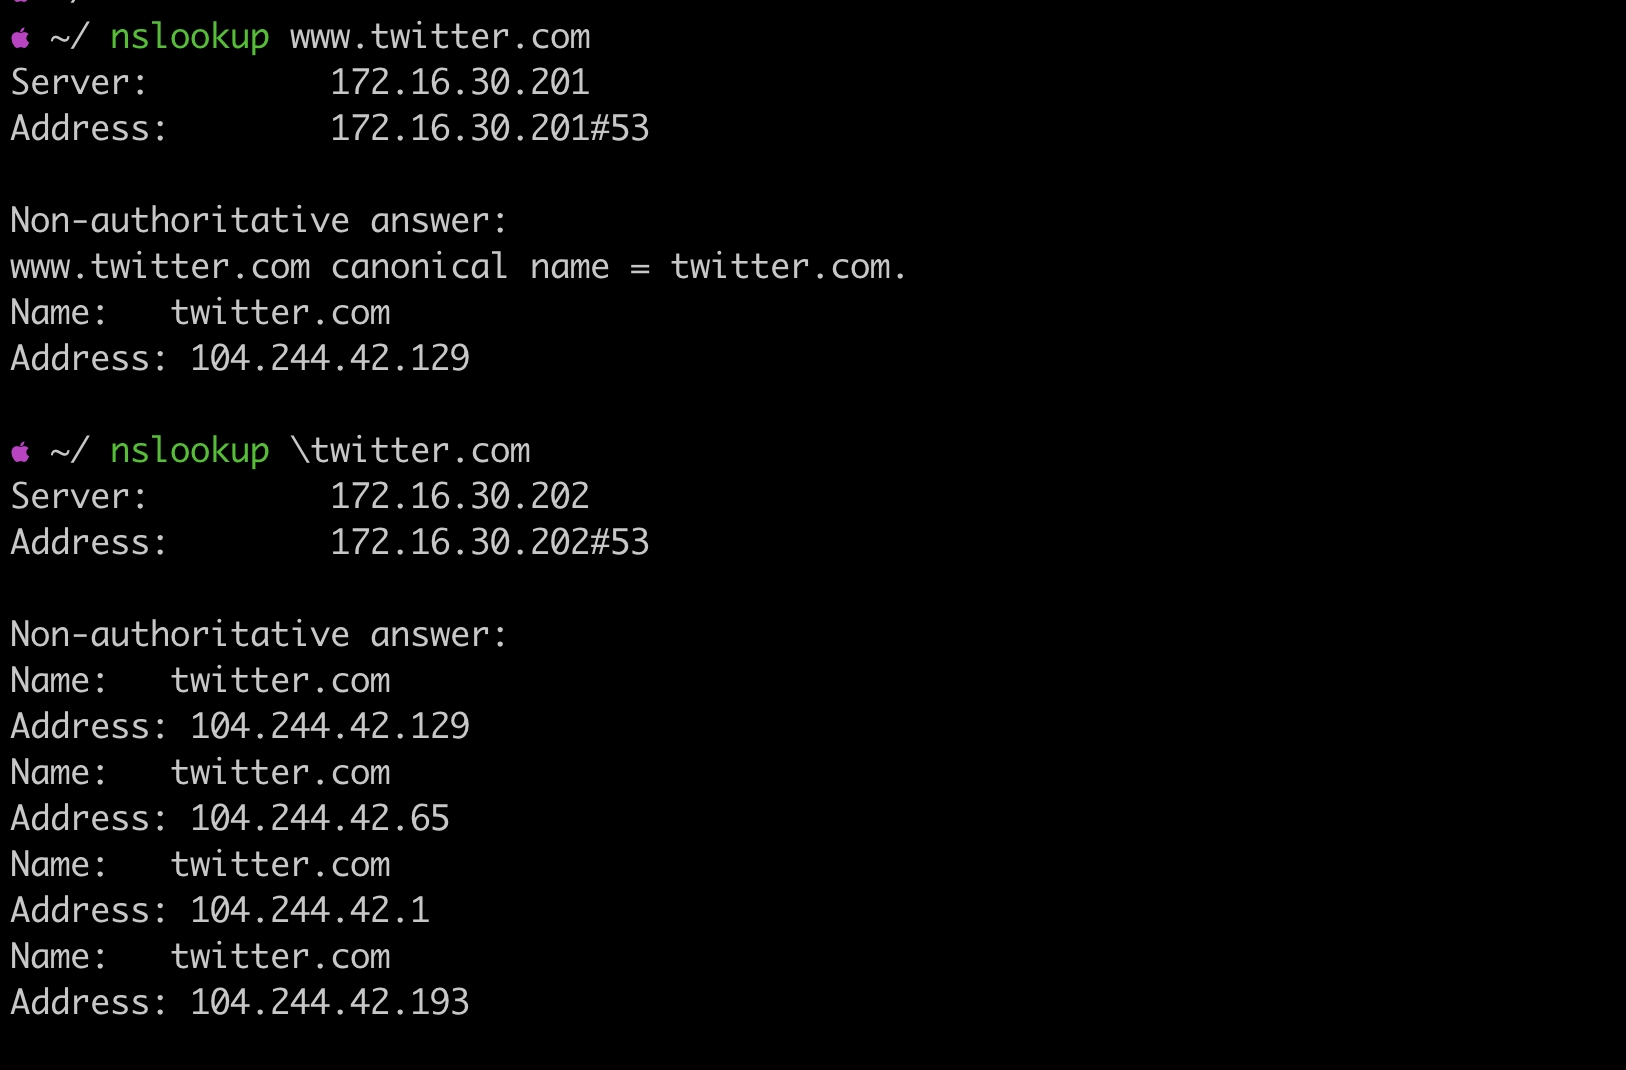 ~/ nslookup www.twitter.com
Server:		172.16.30.201
Address:	172.16.30.201#53

Non-authoritative answer:
www.twitter.com canonical name = twitter.com.
Name:	twitter.com
Address: 104.244.42.129

~/ nslookup \twitter.com
Server:		172.16.30.202
Address:	172.16.30.202#53

Non-authoritative answer:
Name:	twitter.com
Address: 104.244.42.129
Name:	twitter.com
Address: 104.244.42.65
Name:	twitter.com
Address: 104.244.42.1
Name:	twitter.com
Address: 104.244.42.193